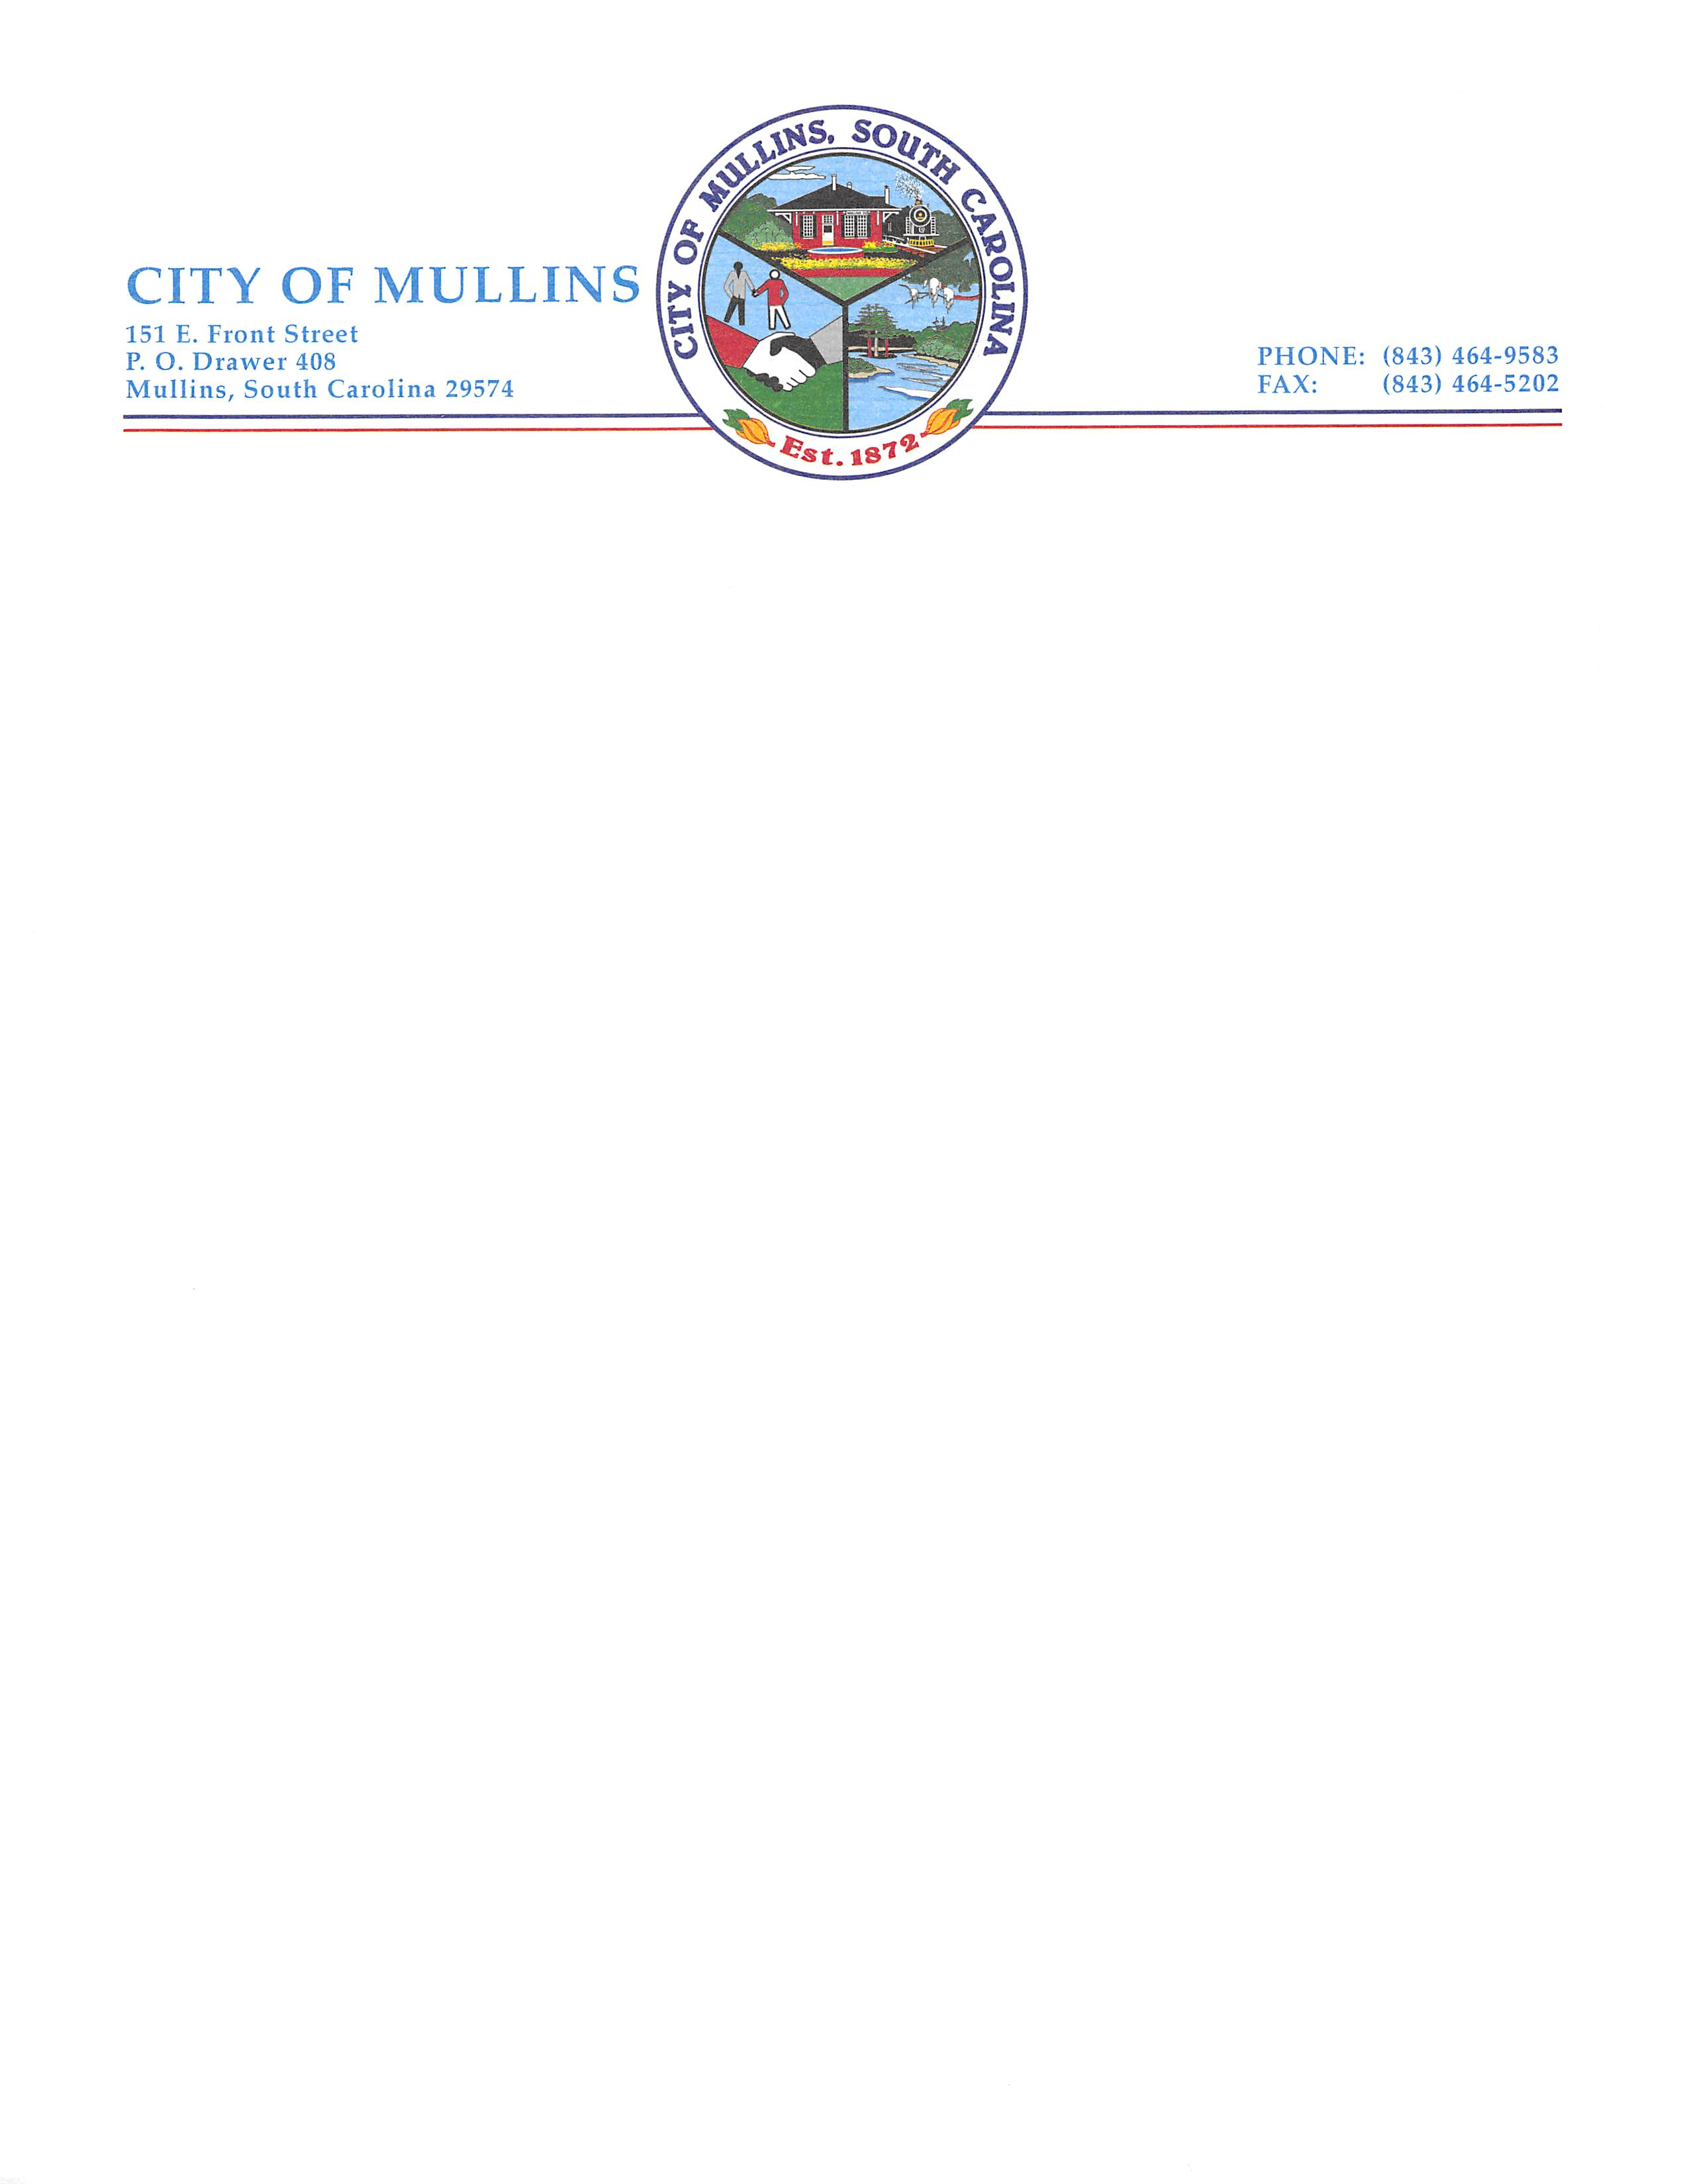 CITY OF MULLINS, SOUTH CAROLINA
CITY OF MULLINS
151 E. Front Street
P. O. Drawer 408
Mullins, South Carolina 29574
PHONE: (843) 464-9583
FAX: (843) 464-5202
Est. 1872